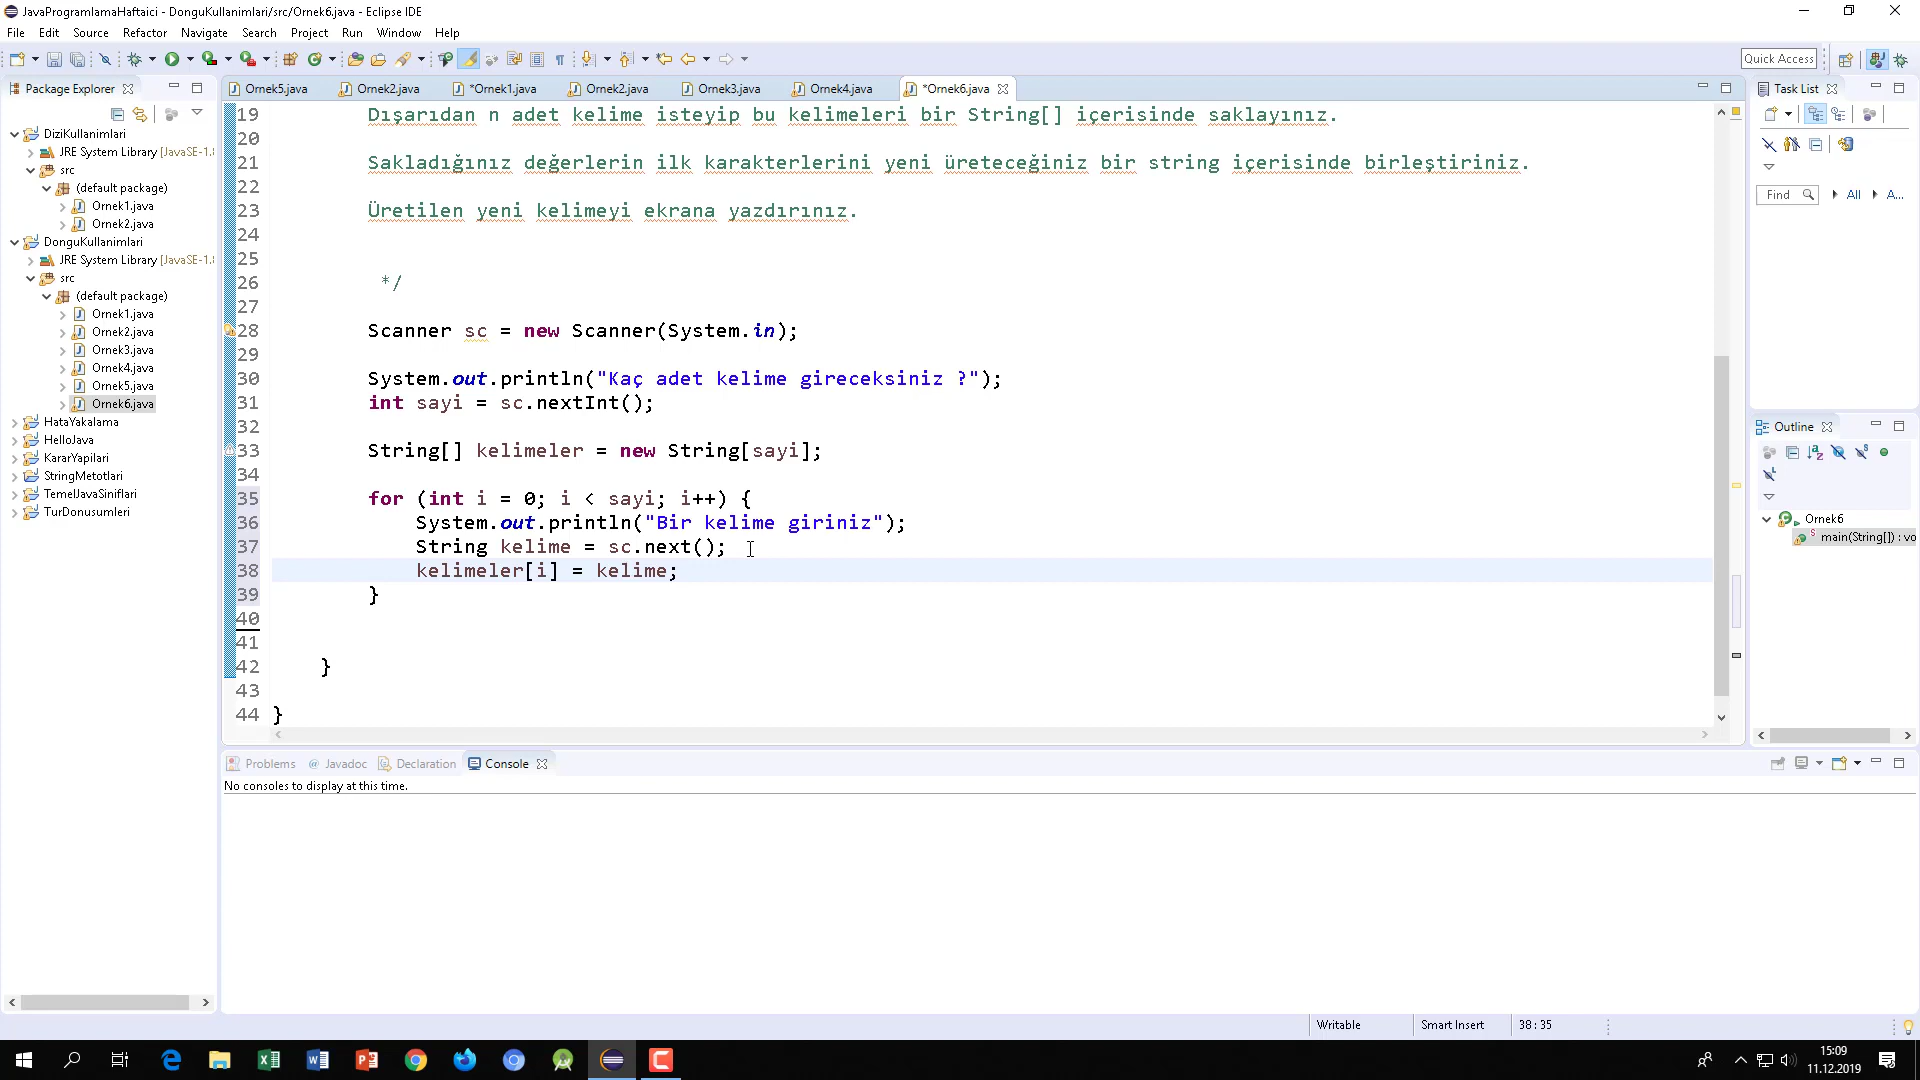 JavaProgramlamaHaftaici - DonguKullanimlari/src/Ornek6.java - Eclipse IDE
File Edit Source Refactor Navigate Search Project Run Window Help
Quick Access
Package Explorer
DiziKullanimlari
JRE System Library [JavaSE-1.8
src
(default package)
Ornek1.java
Ornek2.java
DonguKullanimlari
JRE System Library [JavaSE-1.8
src
(default package)
Ornek1.java
Ornek2.java
Ornek3.java
Ornek4.java
Ornek5.java
Ornek6.java
HataYakalama
HelloJava
KararYapilari
StringMetotlari
TemelJavaSiniflari
TurDonusumleri
Ornek5.java Ornek2.java *Ornek1.java Ornek2.java Ornek3.java Ornek4.java *Ornek6.java
19 Dışarıdan n adet kelime isteyip bu kelimeleri bir String[] içerisinde saklayınız.
20
21 Sakladığınız değerlerin ilk karakterlerini yeni üreteceğiniz bir string içerisinde birleştiriniz.
22
23 Üretilen yeni kelimeyi ekrana yazdırınız.
24
25
26 */
27
28 Scanner sc = new Scanner(System.in);
29
30 System.out.println("Kaç adet kelime gireceksiniz ?");
31 int sayi = sc.nextInt();
32
33 String[] kelimeler = new String[sayi];
34
35 for (int i = 0; i < sayi; i++) {
36 System.out.println("Bir kelime giriniz");
37 String kelime = sc.next();
38 kelimeler[i] = kelime;
39 }
40
41
42 }
43
44 }
Task List
Find All A...
Outline
Ornek6
main(String[]) : vo
Problems Javadoc Declaration Console
No consoles to display at this time.
Writable Smart Insert 38 : 35
15:09
11.12.2019